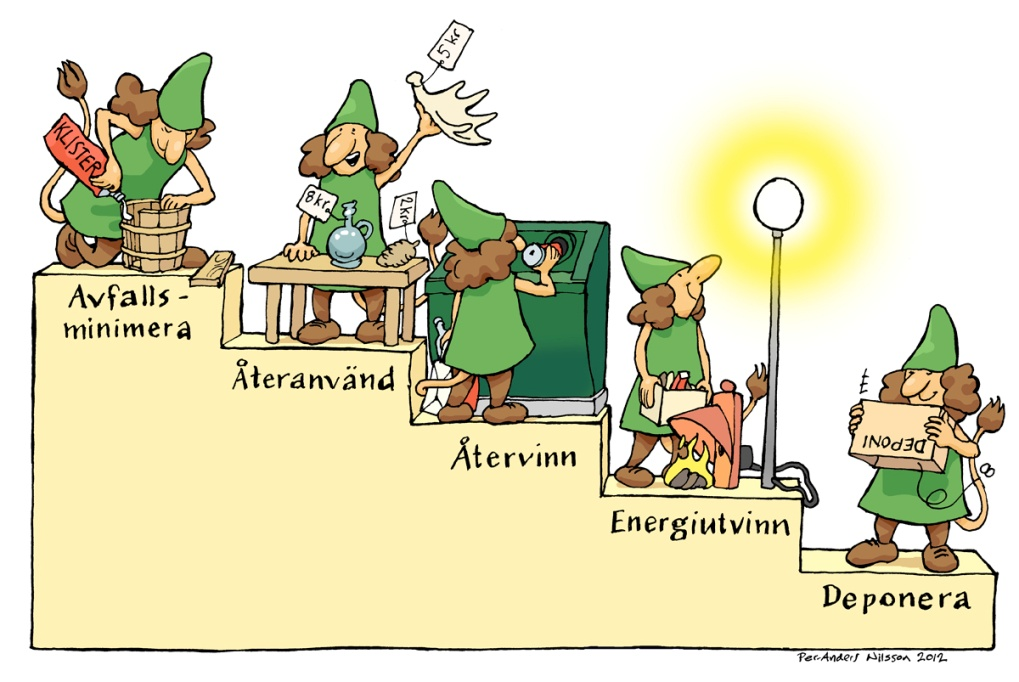 5 kr
KLISTER
8 kr.
2 kr.
Avfalls-
minimera
Återanvänd
Återvinn
Energiutvinn
DEPONI
Deponera
Per-Anders Nilsson 2012